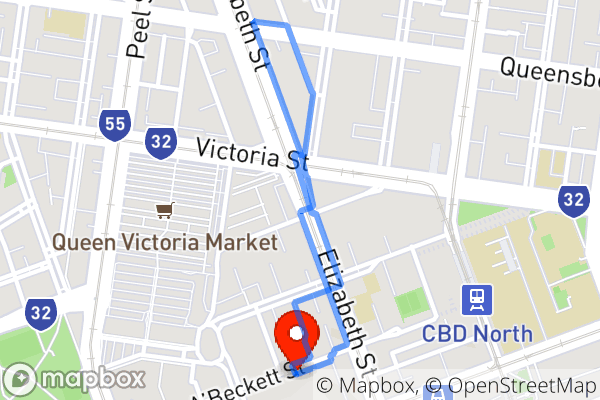 Peel S
beth St
Queensbe
55
32
Victoria St
32
Queen Victoria Market
Elizabeth St
32
CBD North
A'Beckett St
mapbox
© Mapbox, © OpenStreetMap